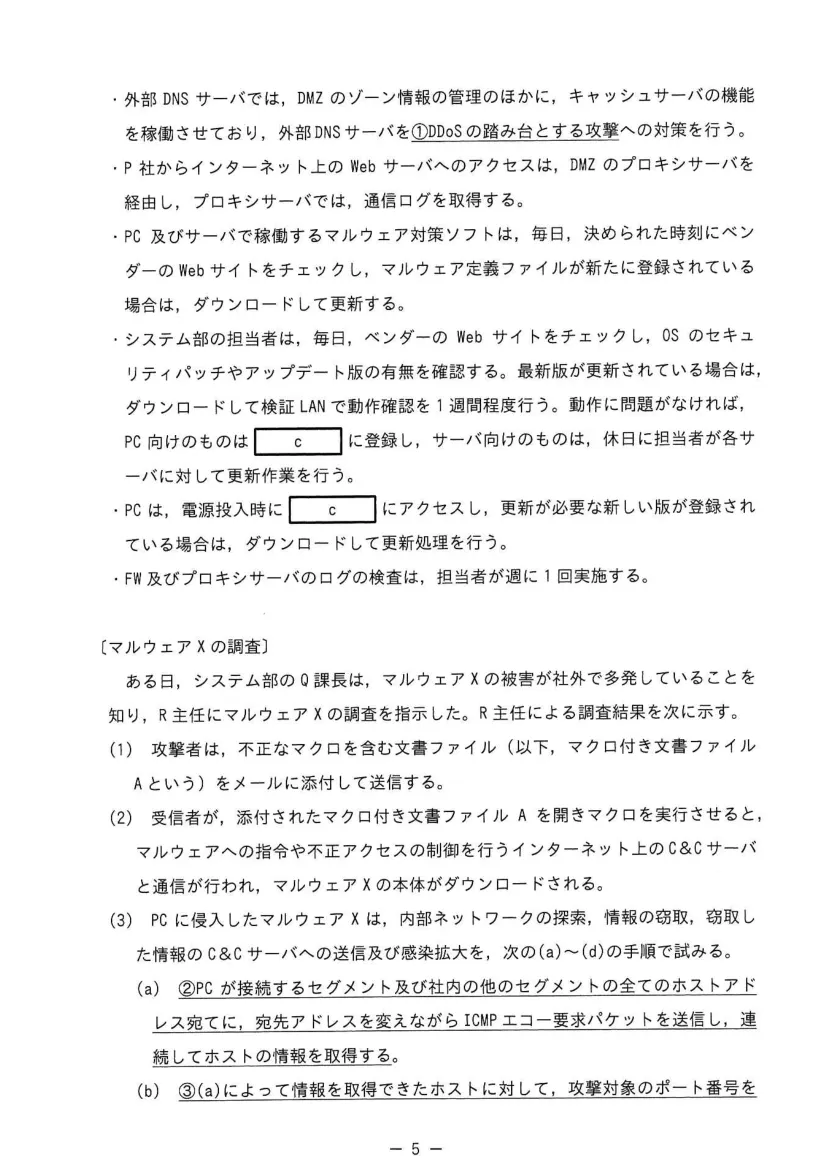 ・外部 DNS サーバでは，DMZ のゾーン情報の管理のほかに，キャッシュサーバの機能
を稼働させており，外部DNSサーバを①DDoSの踏み台とする攻撃への対策を行う。
・P 社からインターネット上の Web サーバへのアクセスは，DMZ のプロキシサーバを
経由し，プロキシサーバでは，通信ログを取得する。
・PC 及びサーバで稼働するマルウェア対策ソフトは，毎日，決められた時刻にベン
ダーの Web サイトをチェックし，マルウェア定義ファイルが新たに登録されている
場合は，ダウンロードして更新する。
・システム部の担当者は，毎日，ベンダーの Web サイトをチェックし，OS のセキュ
リティパッチやアップデート版の有無を確認する。最新版が更新されている場合は，
ダウンロードして検証 LAN で動作確認を 1 週間程度行う。動作に問題がなければ，
PC 向けのものは c に登録し，サーバ向けのものは，休日に担当者が各サ
ーバに対して更新作業を行う。
・PC は，電源投入時に c にアクセスし，更新が必要な新しい版が登録され
ている場合は，ダウンロードして更新処理を行う。
・FW 及びプロキシサーバのログの検査は，担当者が週に 1 回実施する。
〔マルウェア X の調査〕
ある日，システム部の Q 課長は，マルウェア X の被害が社外で多発していることを
知り，R 主任にマルウェア X の調査を指示した。R 主任による調査結果を次に示す。
(1) 攻撃者は，不正なマクロを含む文書ファイル（以下，マクロ付き文書ファイル
A という）をメールに添付して送信する。
(2) 受信者が，添付されたマクロ付き文書ファイル A を開きマクロを実行させると，
マルウェアへの指令や不正アクセスの制御を行うインターネット上の C&C サーバ
と通信が行われ，マルウェア X の本体がダウンロードされる。
(3) PC に侵入したマルウェア X は，内部ネットワークの探索，情報の窃取，窃取し
た情報の C&C サーバへの送信及び感染拡大を，次の(a)～(d)の手順で試みる。
(a) ②PC が接続するセグメント及び社内の他のセグメントの全てのホストアド
レス宛てに，宛先アドレスを変えながら ICMP エコー要求パケットを送信し，連
続してホストの情報を取得する。
(b) ③(a)によって情報を取得できたホストに対して，攻撃対象のポート番号を
－ 5 －